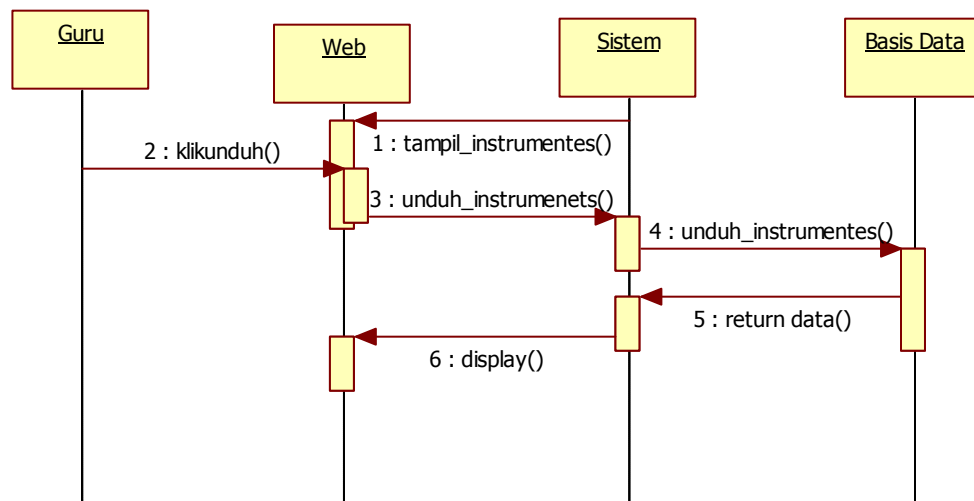 Guru
Web
Sistem
Basis Data
1 : tampil_instrumentes()
2 : klikunduh()
3 : unduh_instrumenets()
4 : unduh_instrumentes()
5 : return data()
6 : display()